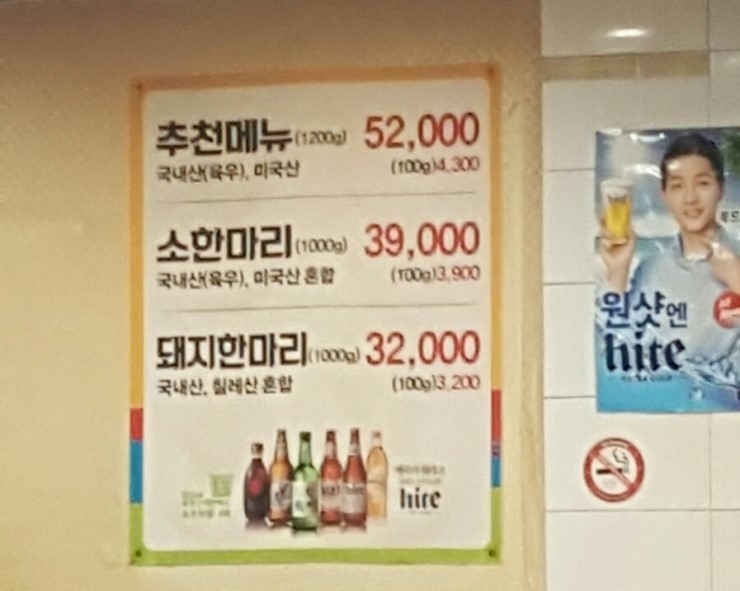 추천메뉴(1200g) 52,000
국내산(육우), 미국산 (100g)4,300
소한마리(1000g) 39,000
국내산(육우), 미국산 혼합 (100g)3,900
돼지한마리(1000g) 32,000
국내산, 칠레산 혼합 (100g)3,200
hite
원샷엔
hite